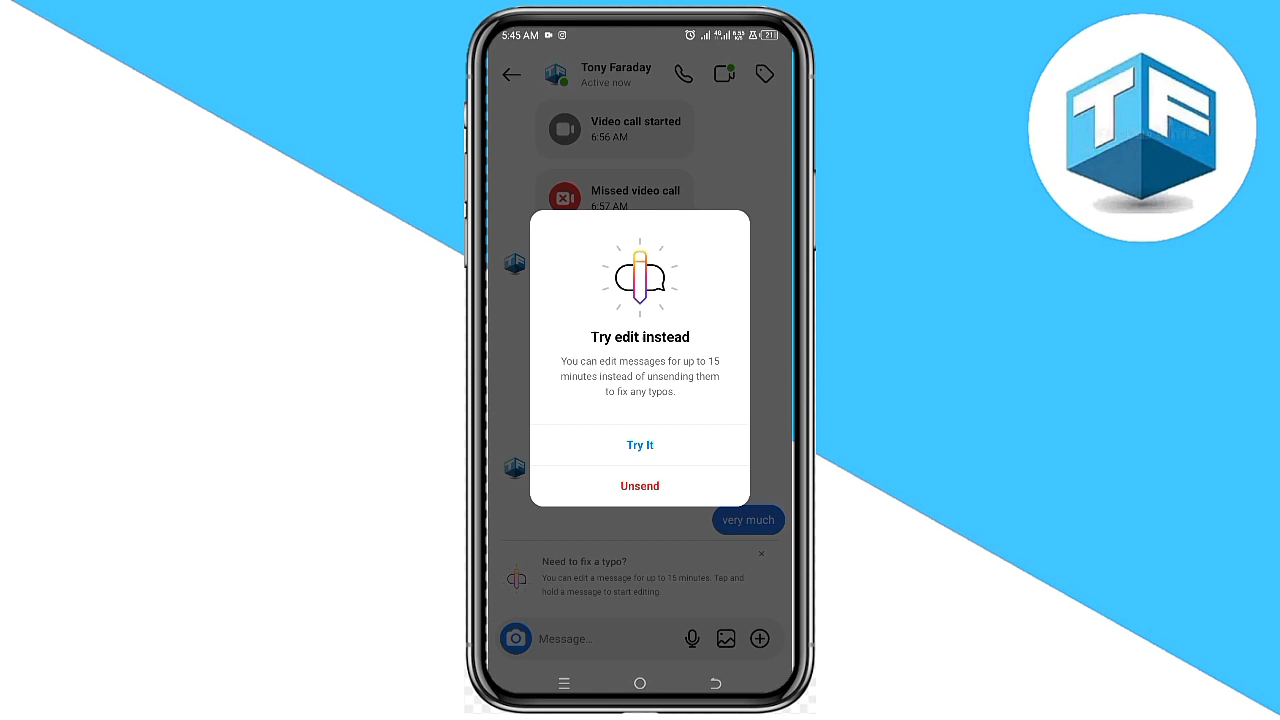 5:45 AM
21
Tony Faraday
Active now
Video call started
6:56 AM
Missed video call
6:57 AM
Try edit instead
You can edit messages for up to 15
minutes instead of unsending them
to fix any typos.
Try It
Unsend
very much
Need to fix a typo?
You can edit a message for up to 15 minutes. Tap and
hold a message to start editing
Message...
TF